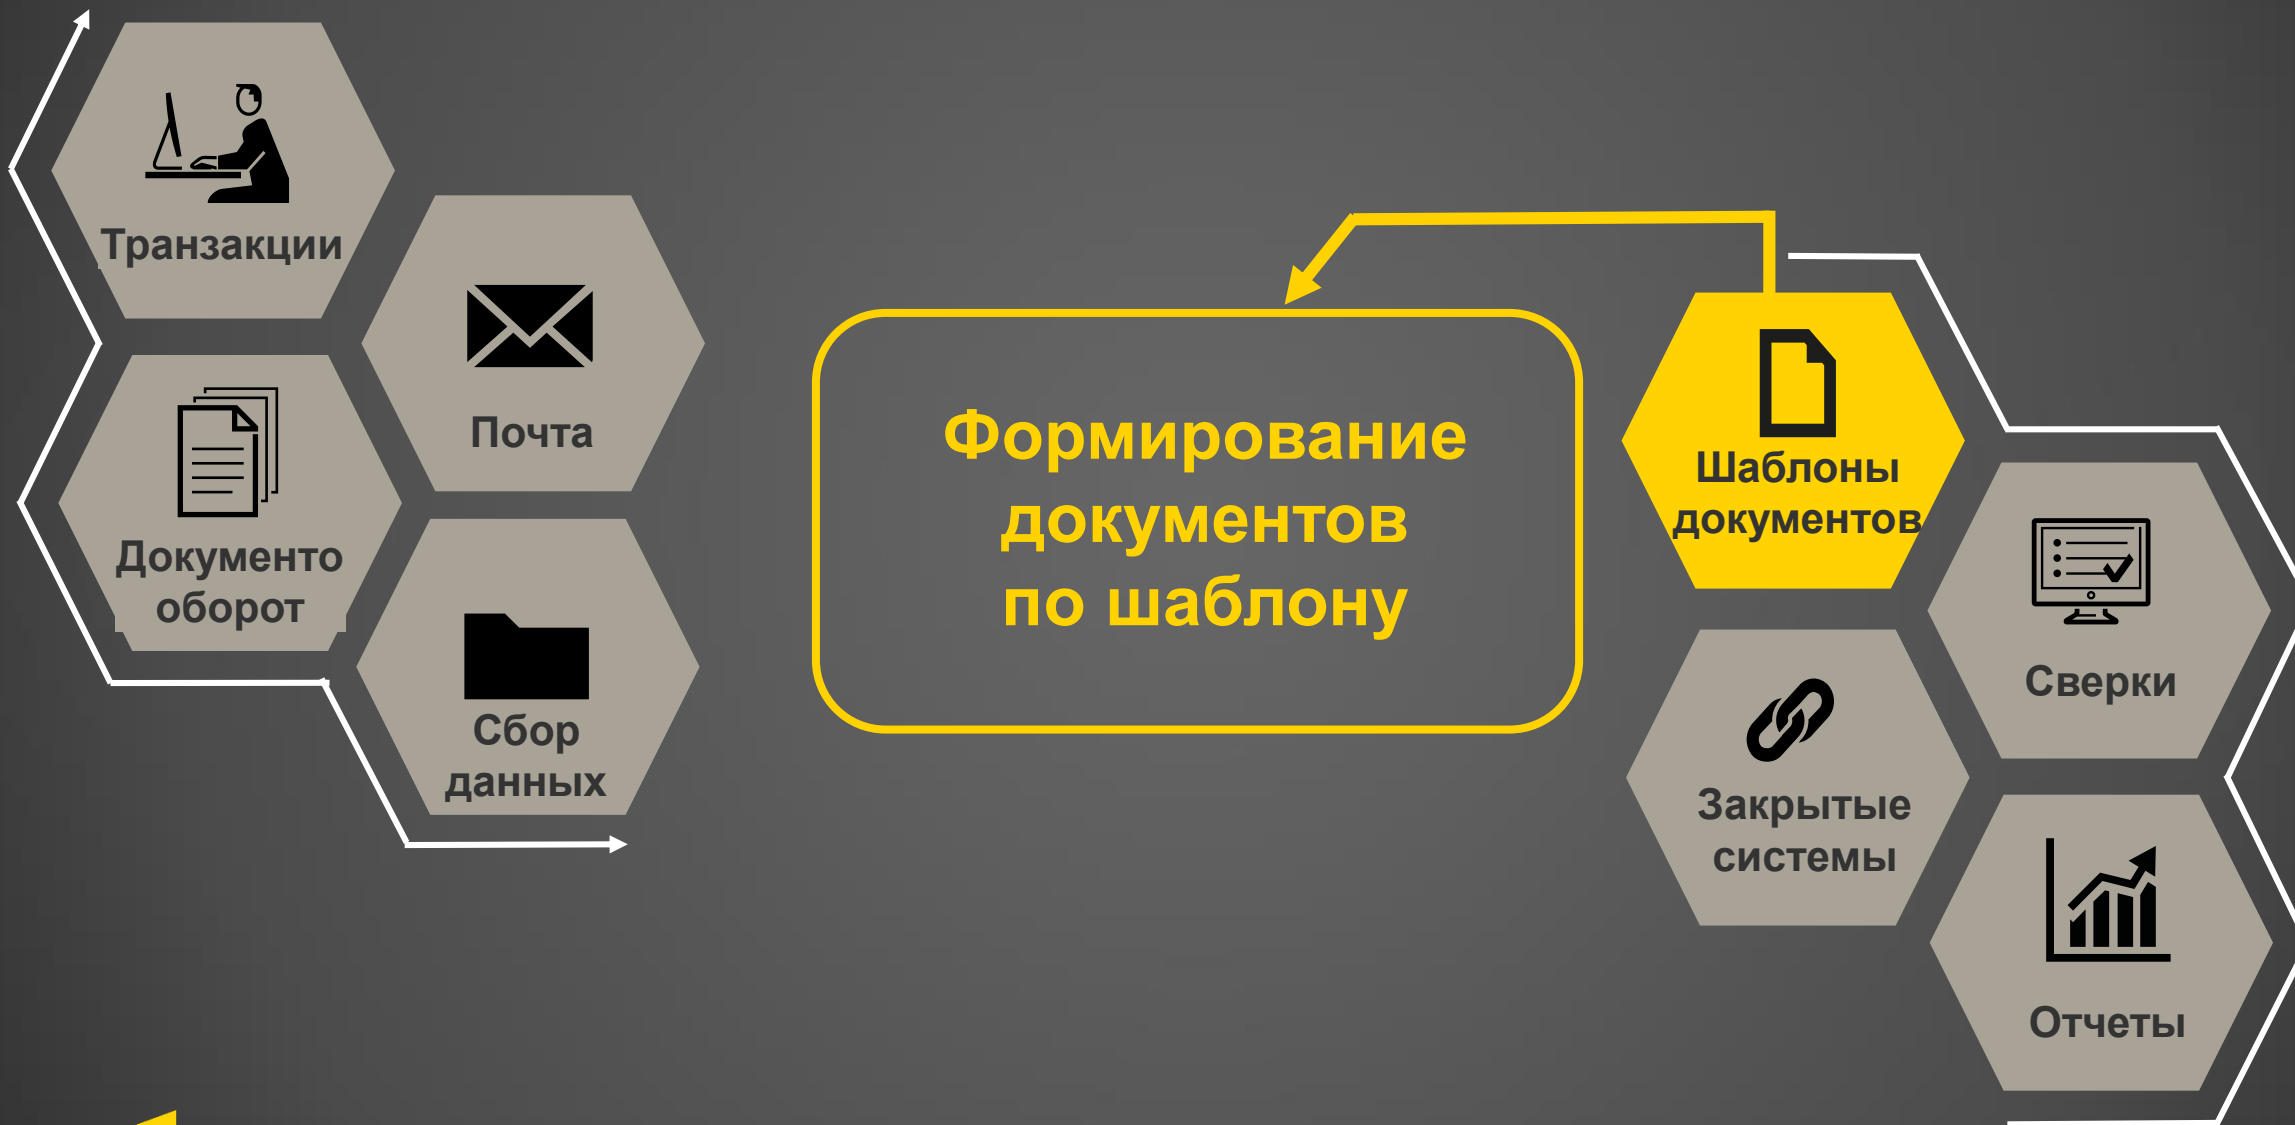 Транзакции
Почта
Документо
оборот
Сбор
данных
Формирование
документов
по шаблону
Шаблоны
документов
Сверки
Закрытые
системы
Отчеты